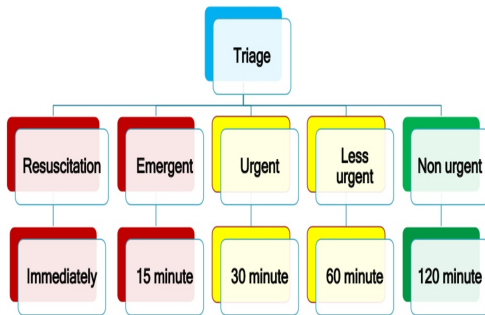 Triage
Resuscitation
Emergent
Urgent
Less
urgent
Non urgent
Immediately
15 minute
30 minute
60 minute
120 minute